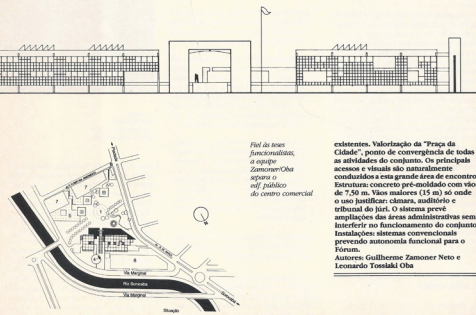 Fiel às teses
funcionalistas,
a equipe
Zamoner/Oba
separa o
edf. público
do centro comercial
existentes. Valorização da "Praça da
Cidade", ponto de convergência de todas
as atividades do conjunto. Os principais
acessos e visuais são naturalmente
conduzidos a esta grande área de encontro.
Estrutura: concreto pré-moldado com vãos
de 7,50 m. Vãos maiores (15 m) só onde
o uso justificar: câmara, auditório e
tribunal do júri. O sistema prevê
ampliações das áreas administrativas sem
interferir no funcionamento do conjunto.
Instalações: sistemas convencionais
prevendo autonomia funcional para o
Fórum.
Autores: Guilherme Zamoner Neto e
Leonardo Tossiaki Oba
Via Marginal
Rio Sorocaba
Via Marginal
Sorocaba
Situação